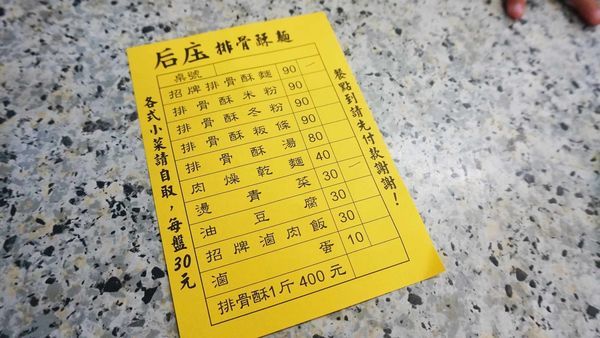 后庄排骨酥麵
桌號
招牌排骨酥麵 90 一
排骨酥米粉 90
排骨酥冬粉 90
排骨酥粄條 90
排骨酥湯 80
肉燥乾麵 40
燙青菜 30 一
油豆腐 30
招牌滷肉飯 30
滷蛋 10
排骨酥1斤400元
各式小菜請自取，每盤30元
餐點到請先付款謝謝！